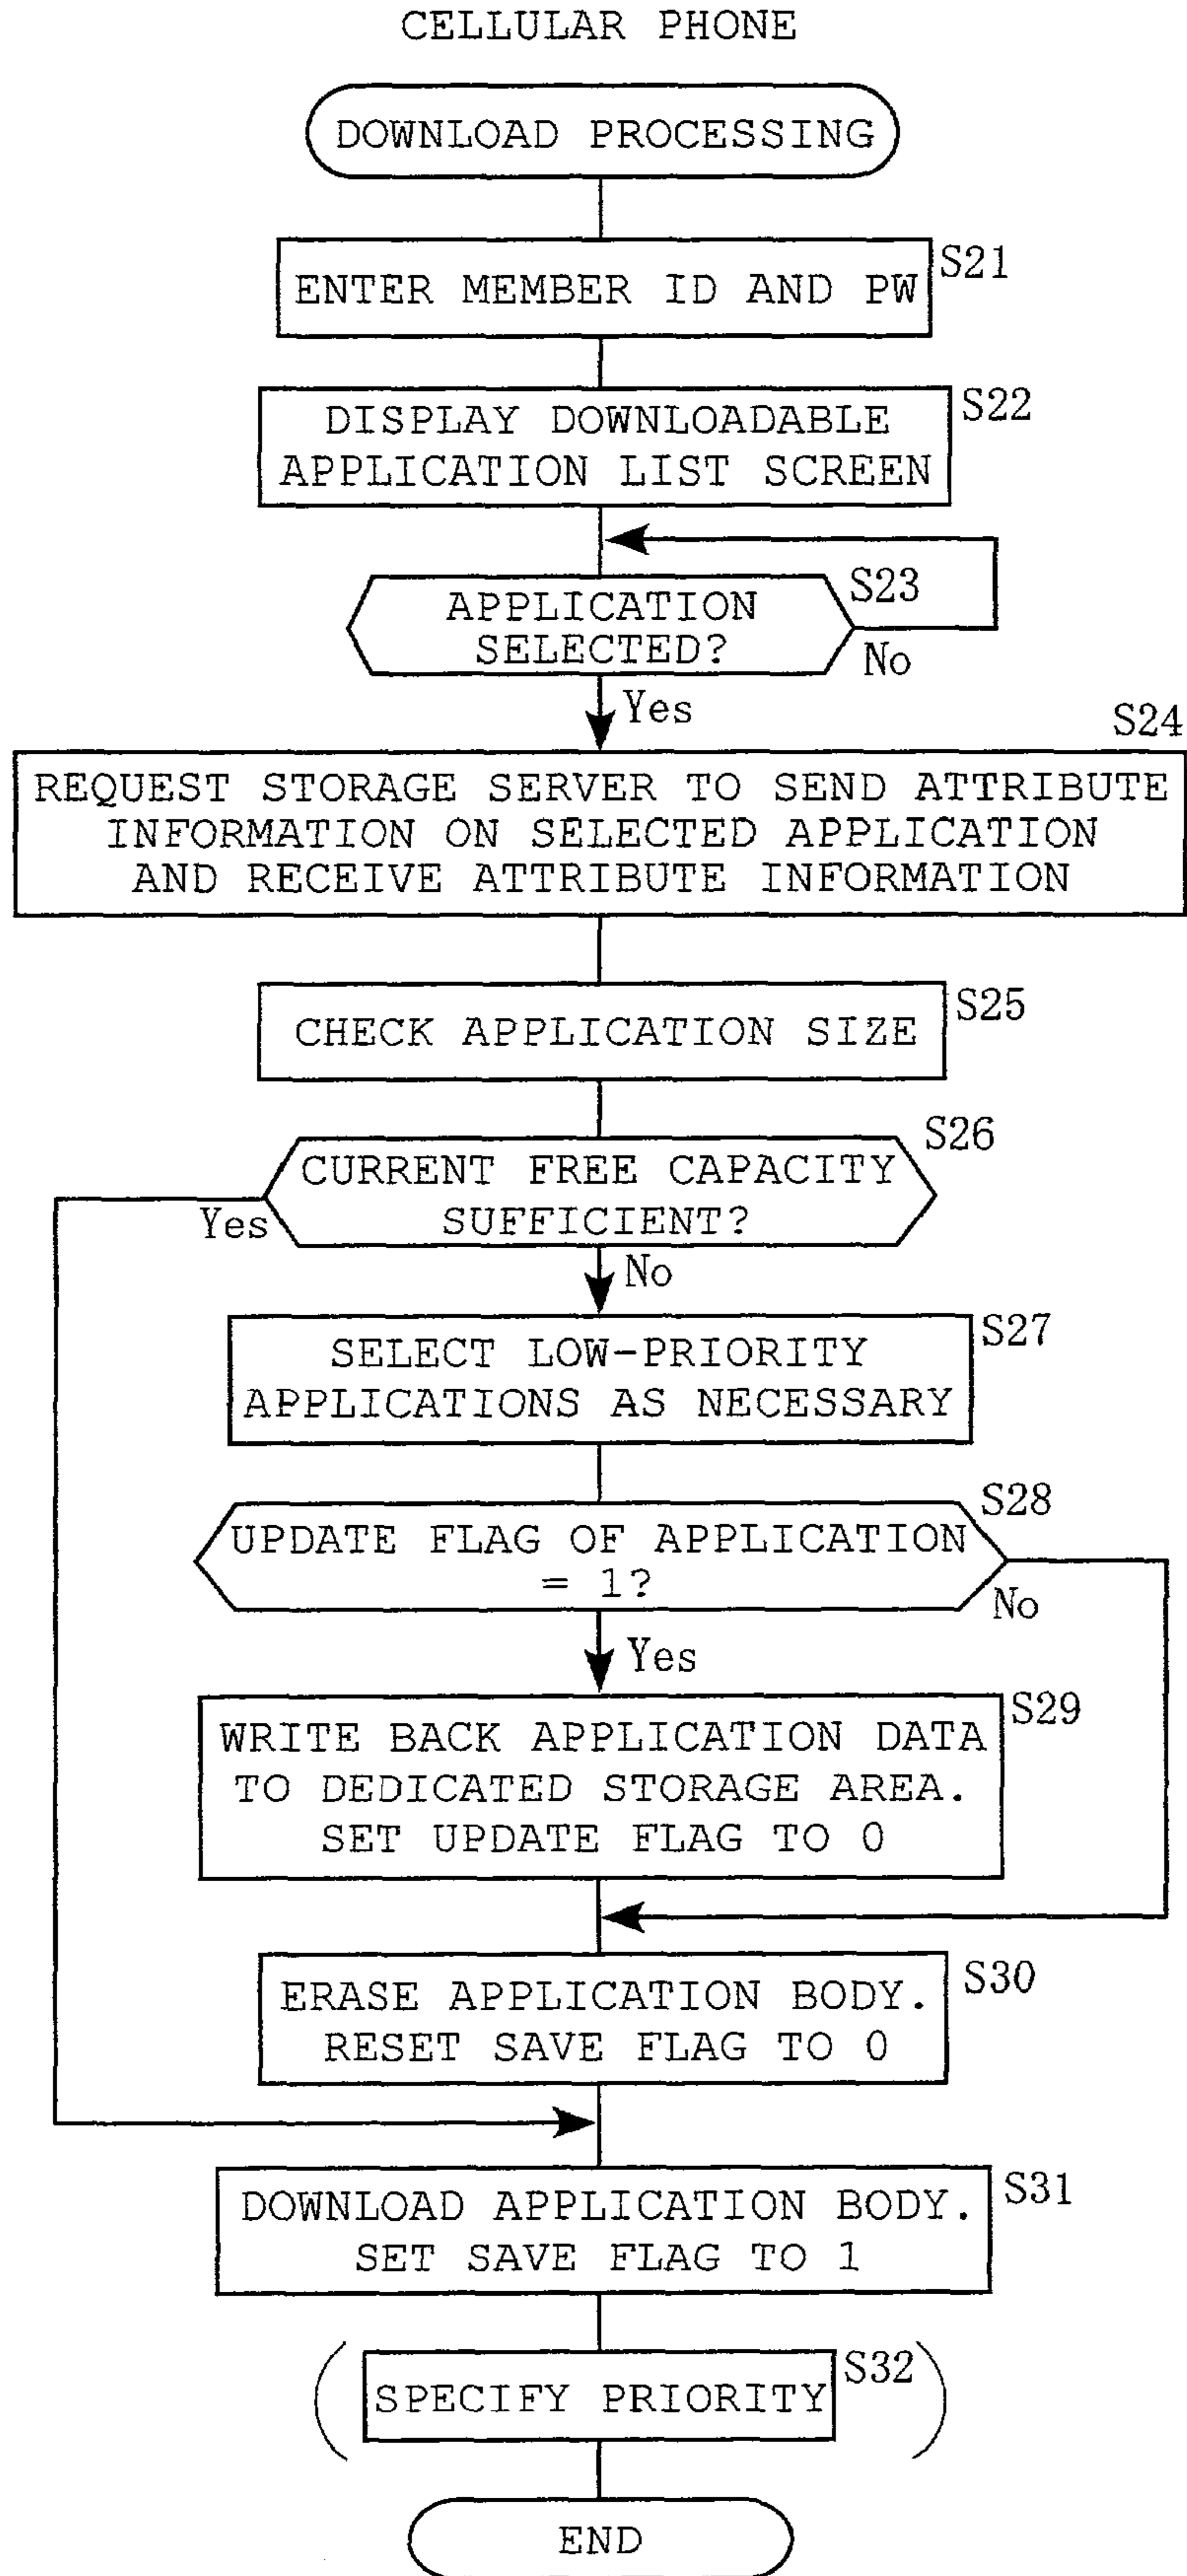 CELLULAR PHONE
DOWNLOAD PROCESSING
S21
ENTER MEMBER ID AND PW
S22
DISPLAY DOWNLOADABLE
APPLICATION LIST SCREEN
S23
APPLICATION
SELECTED?
No
Yes
S24
REQUEST STORAGE SERVER TO SEND ATTRIBUTE
INFORMATION ON SELECTED APPLICATION
AND RECEIVE ATTRIBUTE INFORMATION
S25
CHECK APPLICATION SIZE
S26
CURRENT FREE CAPACITY
SUFFICIENT?
Yes
No
S27
SELECT LOW-PRIORITY
APPLICATIONS AS NECESSARY
S28
UPDATE FLAG OF APPLICATION
= 1?
No
Yes
S29
WRITE BACK APPLICATION DATA
TO DEDICATED STORAGE AREA.
SET UPDATE FLAG TO 0
S30
ERASE APPLICATION BODY.
RESET SAVE FLAG TO 0
S31
DOWNLOAD APPLICATION BODY.
SET SAVE FLAG TO 1
S32
(SPECIFY PRIORITY)
END